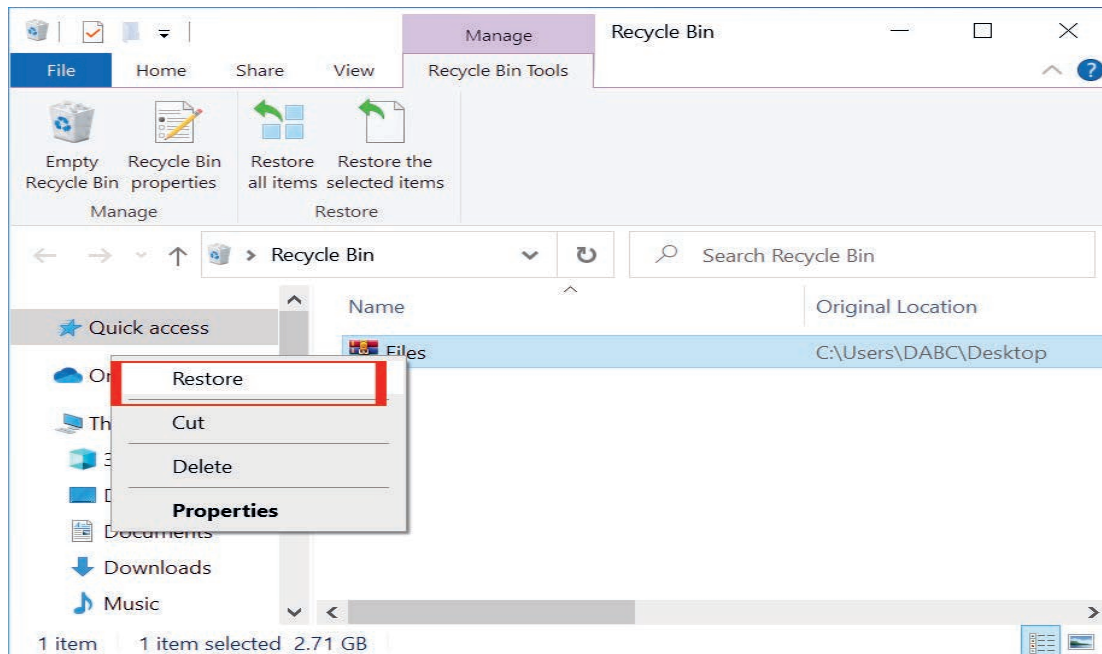 Manage
Recycle Bin
File
Home
Share
View
Recycle Bin Tools
?
Empty
Recycle Bin
Recycle Bin
properties
Restore
all items
Restore the
selected items
Manage
Restore
Recycle Bin
Search Recycle Bin
Name
Original Location
Quick access
Files
C:\Users\DABC\Desktop
Restore
Cut
Delete
Properties
Documents
Downloads
Music
1 item
1 item selected 2.71 GB